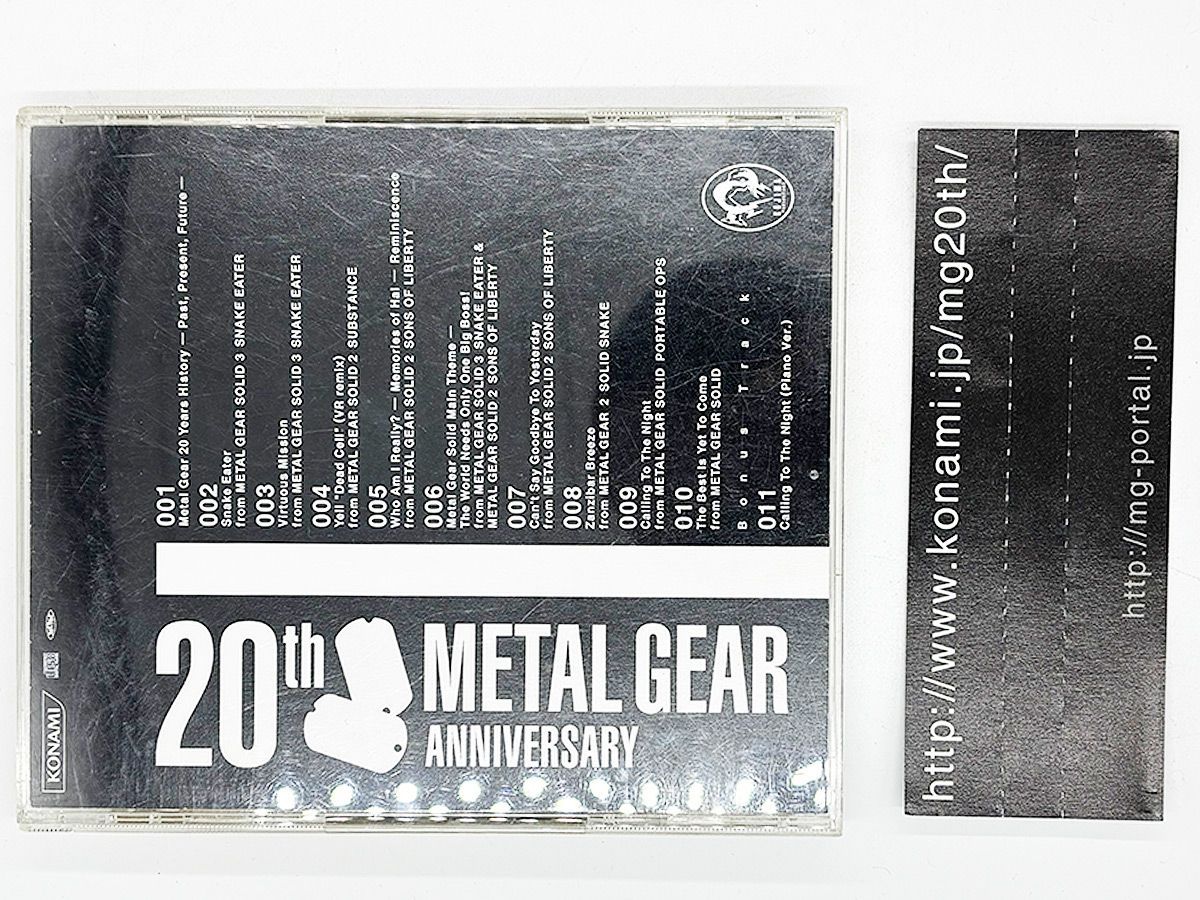 001
Metal Gear 20 Years History — Past, Present, Future —
002
Snake Eater
from METAL GEAR SOLID 3 SNAKE EATER
003
Virtuous Mission
from METAL GEAR SOLID 3 SNAKE EATER
004
Yell "Dead Cell" (VR remix)
from METAL GEAR SOLID 2 SUBSTANCE
005
Who Am I Really? — Memories of Hal — Reminiscence
from METAL GEAR SOLID 2 SONS OF LIBERTY
006
Metal Gear Solid Main Theme —
The World Needs Only One Big Boss!
from METAL GEAR SOLID 3 SNAKE EATER &
METAL GEAR SOLID 2 SONS OF LIBERTY
007
Can't Say Goodbye To Yesterday
from METAL GEAR SOLID 2 SONS OF LIBERTY
008
Zanzibar Breeze
from METAL GEAR 2 SOLID SNAKE
009
Calling To The Night
from METAL GEAR SOLID PORTABLE OPS
010
The Best Is Yet To Come
from METAL GEAR SOLID
Bonus Track
011
Calling To The Night (Piano Ver.)
20th
METAL GEAR
ANNIVERSARY
KONAMI
KOJIMA
http://www.konami.jp/mg20th/
http://mg-portal.jp